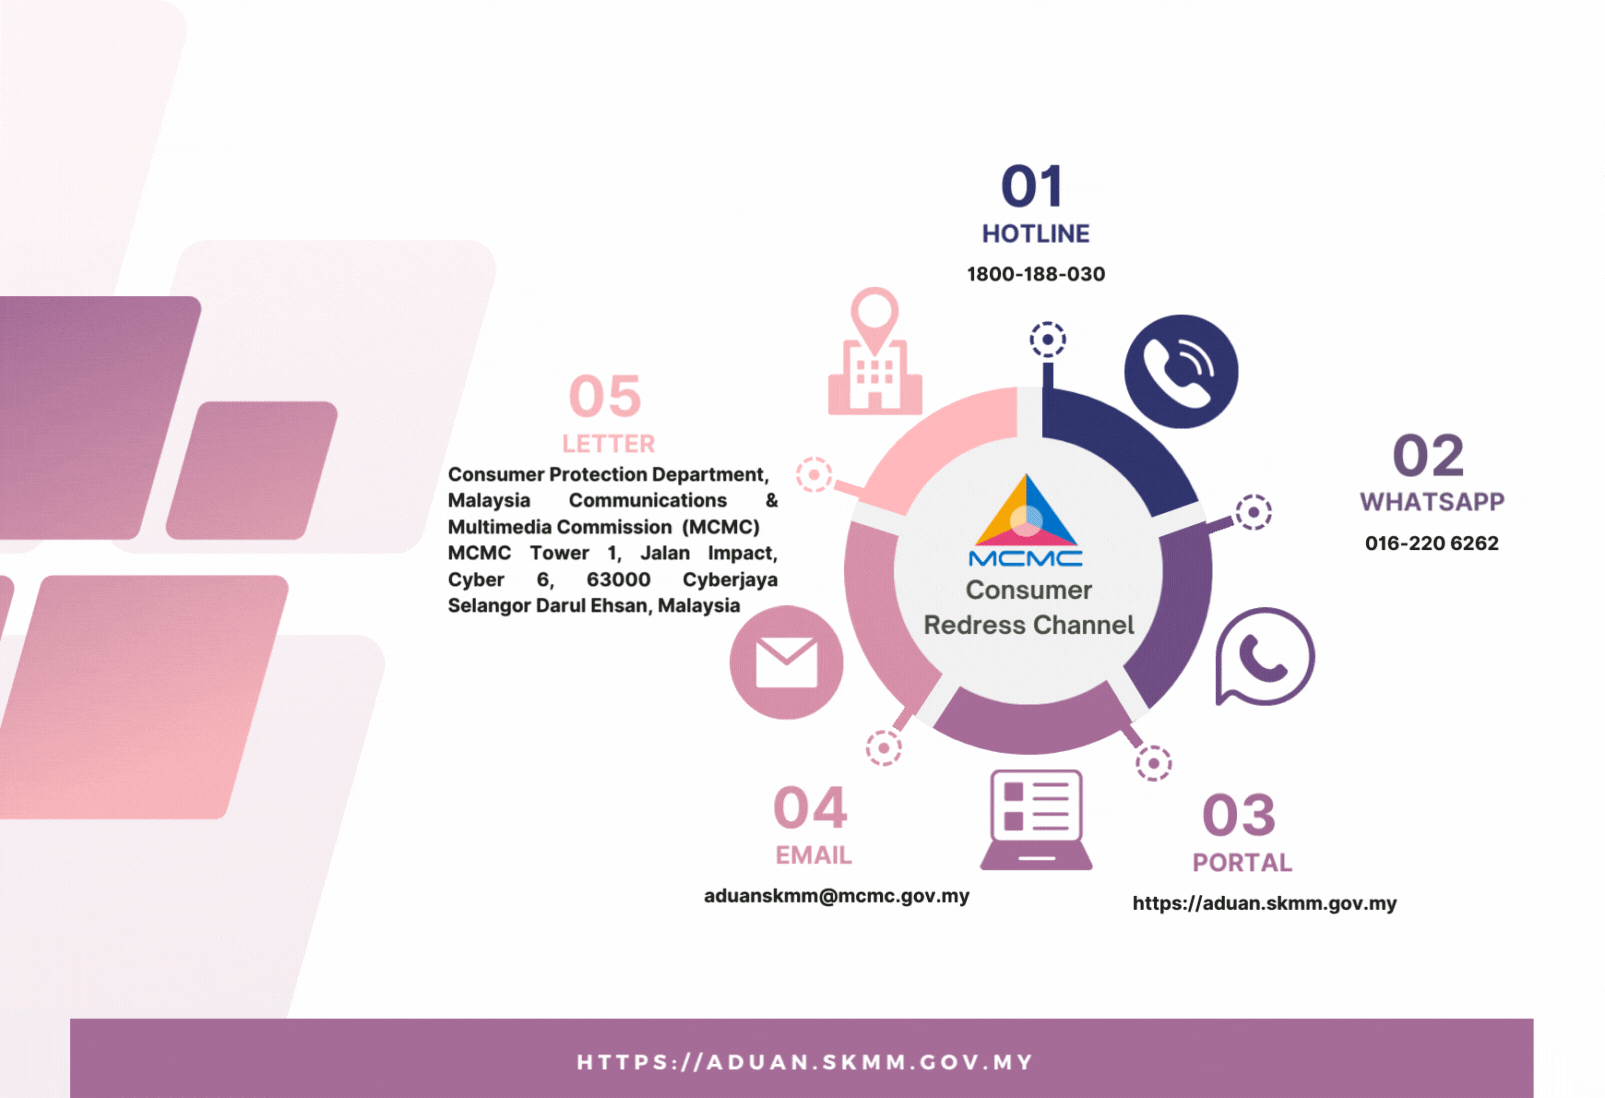 01
HOTLINE
1800-188-030
02
WHATSAPP
016-220 6262
03
PORTAL
https://aduan.skmm.gov.my
04
EMAIL
aduanskmm@mcmc.gov.my
05
LETTER
Consumer Protection Department,
Malaysia Communications &
Multimedia Commission (MCMC)
MCMC Tower 1, Jalan Impact,
Cyber 6, 63000 Cyberjaya
Selangor Darul Ehsan, Malaysia
MCMC
Consumer
Redress Channel
HTTPS://ADUAN.SKMM.GOV.MY